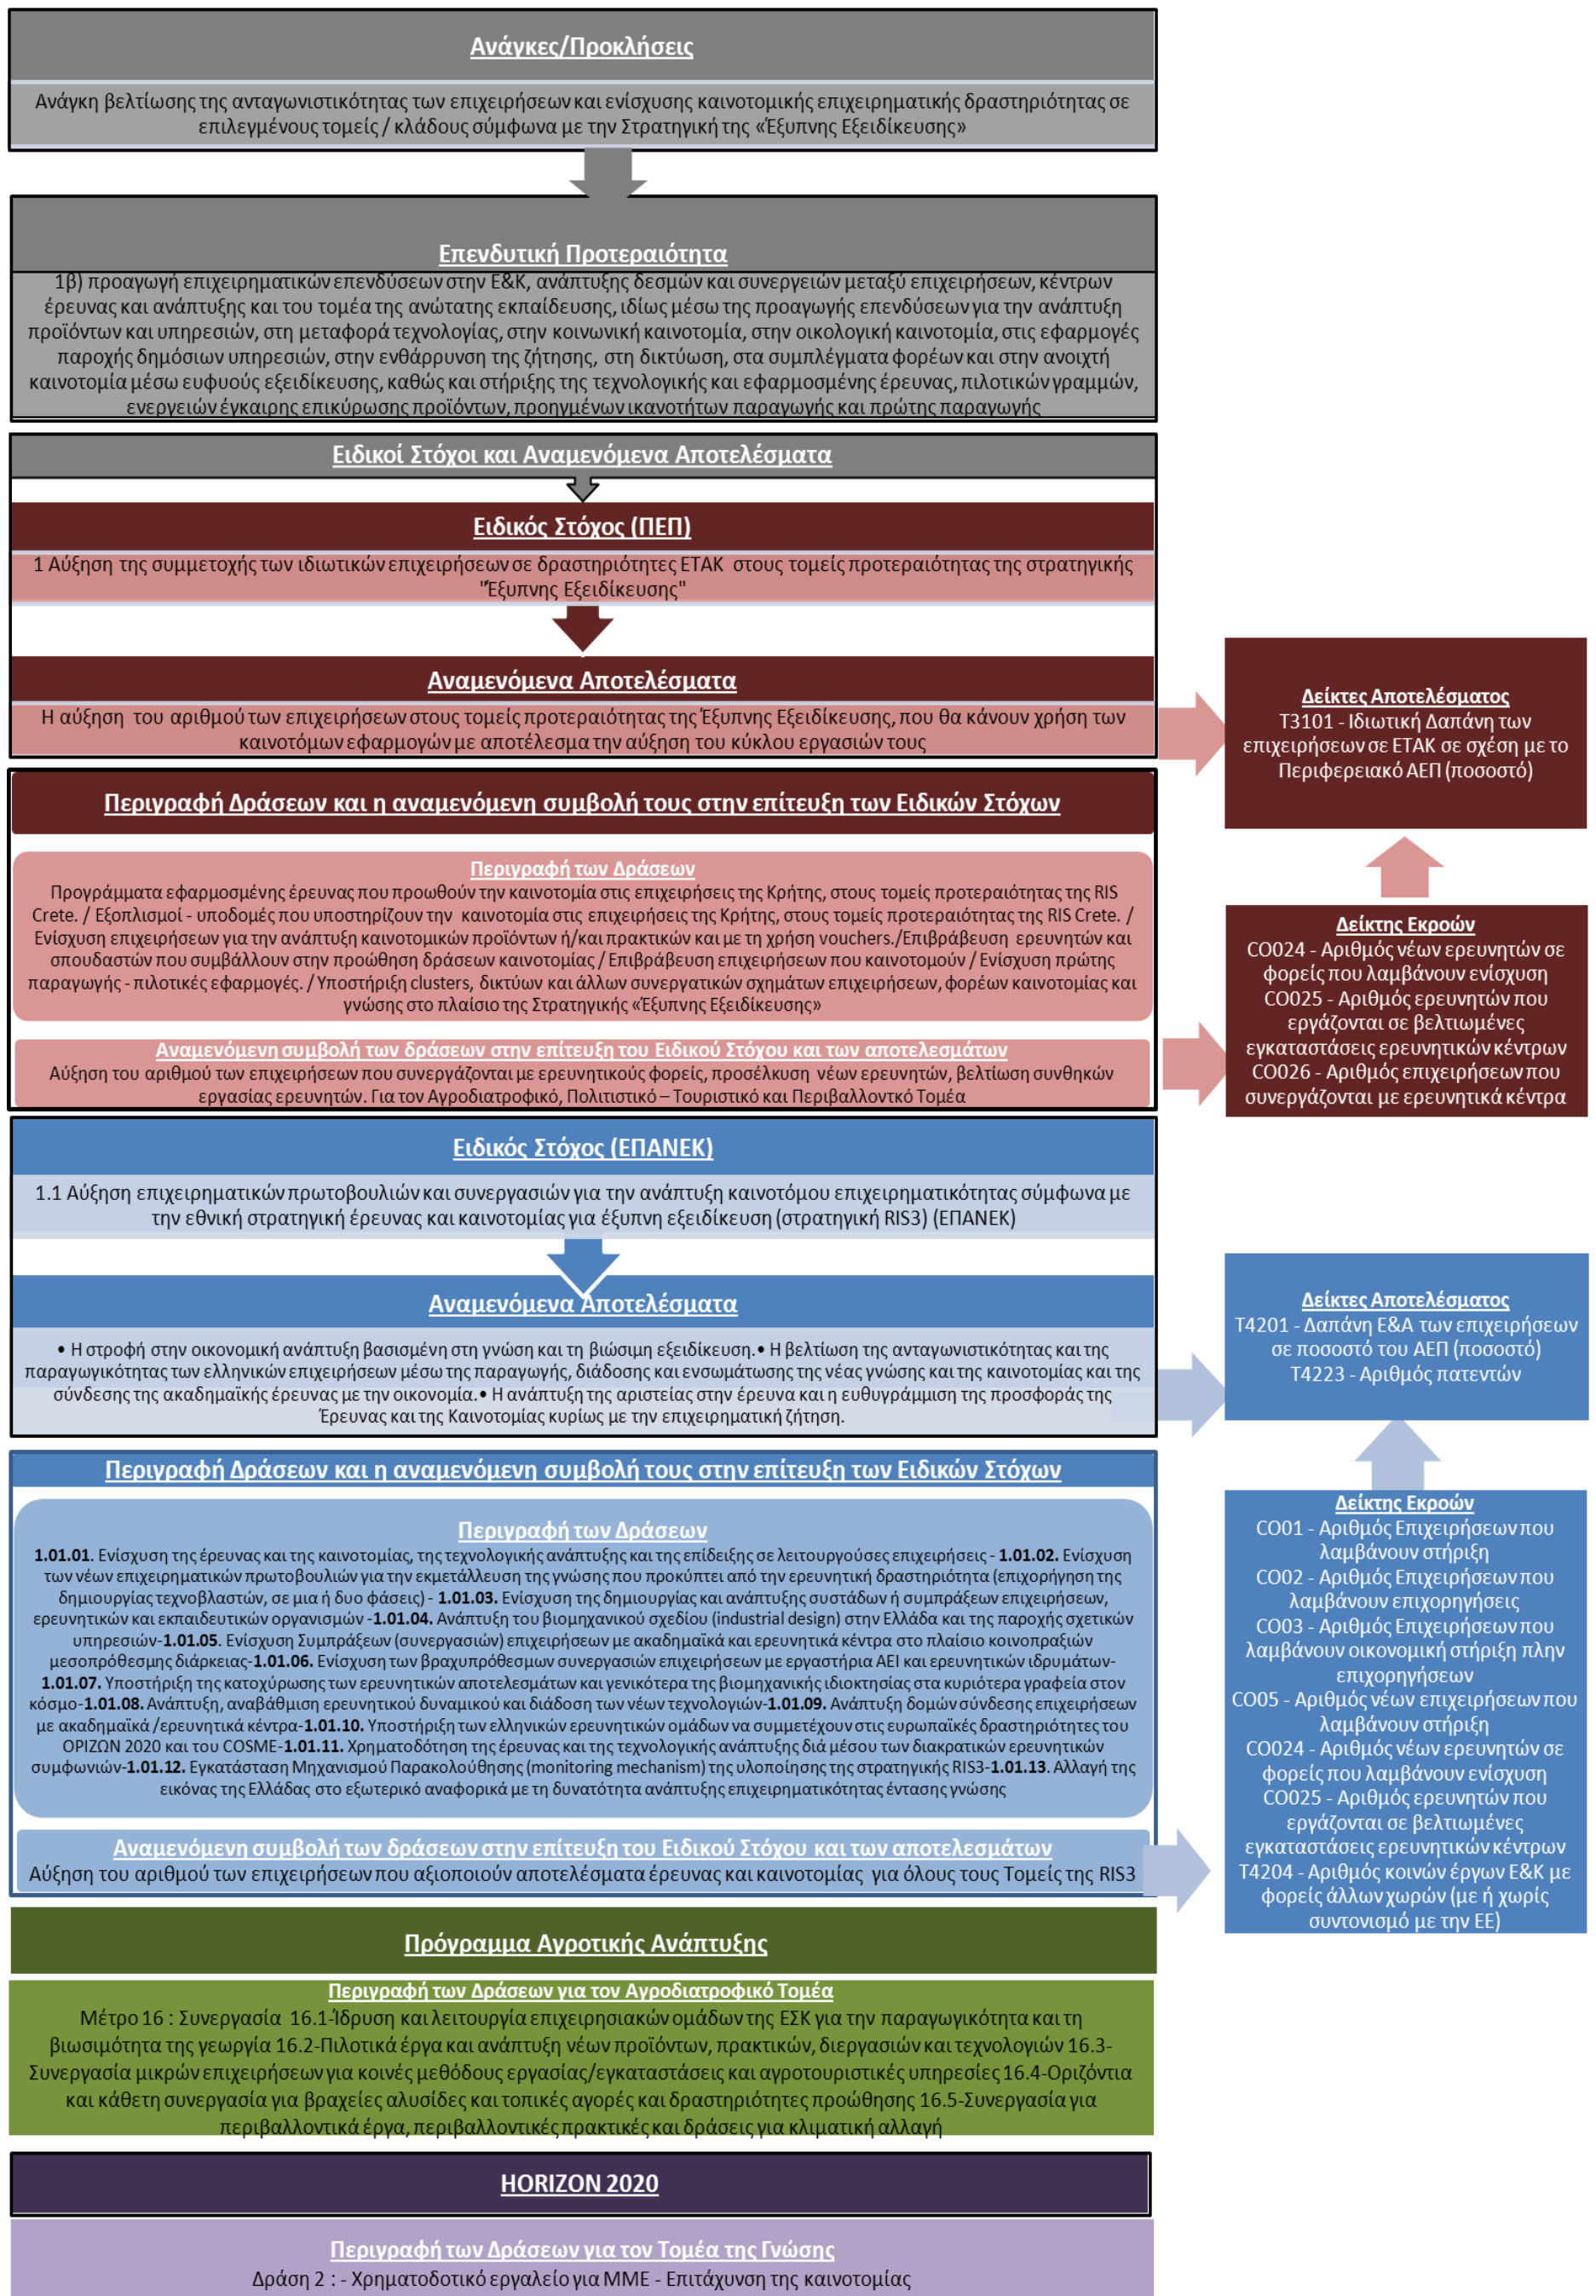 Ανάγκες/Προκλήσεις
Ανάγκη βελτίωσης της ανταγωνιστικότητας των επιχειρήσεων και ενίσχυσης καινοτομικής επιχειρηματικής δραστηριότητας σε
επιλεγμένους τομείς / κλάδους σύμφωνα με την Στρατηγική της «Έξυπνης Εξειδίκευσης»
Επενδυτική Προτεραιότητα
1β) προαγωγή επιχειρηματικών επενδύσεων στην Ε&Κ, ανάπτυξης δεσμών και συνεργειών μεταξύ επιχειρήσεων, κέντρων
έρευνας και ανάπτυξης και του τομέα της ανώτατης εκπαίδευσης, ιδίως μέσω της προαγωγής επενδύσεων για την ανάπτυξη
προϊόντων και υπηρεσιών, στη μεταφορά τεχνολογίας, στην κοινωνική καινοτομία, στην οικολογική καινοτομία, στις εφαρμογές
παροχής δημόσιων υπηρεσιών, στην ενθάρρυνση της ζήτησης, στη δικτύωση, στα συμπλέγματα φορέων και στην ανοιχτή
καινοτομία μέσω ευφυούς εξειδίκευσης, καθώς και στήριξης της τεχνολογικής και εφαρμοσμένης έρευνας, πιλοτικών γραμμών,
ενεργειών έγκαιρης επικύρωσης προϊόντων, προηγμένων ικανοτήτων παραγωγής και πρώτης παραγωγής
Ειδικοί Στόχοι και Αναμενόμενα Αποτελέσματα
Ειδικός Στόχος (ΠΕΠ)
1 Αύξηση της συμμετοχής των ιδιωτικών επιχειρήσεων σε δραστηριότητες ΕΤΑΚ στους τομείς προτεραιότητας της στρατηγικής
"Έξυπνης Εξειδίκευσης"
Αναμενόμενα Αποτελέσματα
Η αύξηση του αριθμού των επιχειρήσεων στους τομείς προτεραιότητας της Έξυπνης Εξειδίκευσης, που θα κάνουν χρήση των
καινοτόμων εφαρμογών με αποτέλεσμα την αύξηση του κύκλου εργασιών τους
Δείκτες Αποτελέσματος
Τ3101 - Ιδιωτική Δαπάνη των
επιχειρήσεων σε ΕΤΑΚ σε σχέση με το
Περιφερειακό ΑΕΠ (ποσοστό)
Περιγραφή Δράσεων και η αναμενόμενη συμβολή τους στην επίτευξη των Ειδικών Στόχων
Περιγραφή των Δράσεων
Προγράμματα εφαρμοσμένης έρευνας που προωθούν την καινοτομία στις επιχειρήσεις της Κρήτης, στους τομείς προτεραιότητας της RIS
Crete. / Εξοπλισμοί - υποδομές που υποστηρίζουν την καινοτομία στις επιχειρήσεις της Κρήτης, στους τομείς προτεραιότητας της RIS Crete. /
Ενίσχυση επιχειρήσεων για την ανάπτυξη καινοτομικών προϊόντων ή/και πρακτικών και με τη χρήση vouchers./Επιβράβευση ερευνητών και
σπουδαστών που συμβάλλουν στην προώθηση δράσεων καινοτομίας / Επιβράβευση επιχειρήσεων που καινοτομούν / Ενίσχυση πρώτης
παραγωγής - πιλοτικές εφαρμογές. / Υποστήριξη clusters, δικτύων και άλλων συνεργατικών σχημάτων επιχειρήσεων, φορέων καινοτομίας και
γνώσης στο πλαίσιο της Στρατηγικής «Έξυπνης Εξειδίκευσης»
Αναμενόμενη συμβολή των δράσεων στην επίτευξη του Ειδικού Στόχου και των αποτελεσμάτων
Αύξηση του αριθμού των επιχειρήσεων που συνεργάζονται με ερευνητικούς φορείς, προσέλκυση νέων ερευνητών, βελτίωση συνθηκών
εργασίας ερευνητών. Για τον Αγροδιατροφικό, Πολιτιστικό – Τουριστικό και Περιβαλλοντκό Τομέα
Δείκτης Εκροών
CO024 - Αριθμός νέων ερευνητών σε
φορείς που λαμβάνουν ενίσχυση
CO025 - Αριθμός ερευνητών που
εργάζονται σε βελτιωμένες
εγκαταστάσεις ερευνητικών κέντρων
CO026 - Αριθμός επιχειρήσεων που
συνεργάζονται με ερευνητικά κέντρα
Ειδικός Στόχος (ΕΠΑΝΕΚ)
1.1 Αύξηση επιχειρηματικών πρωτοβουλιών και συνεργασιών για την ανάπτυξη καινοτόμου επιχειρηματικότητας σύμφωνα με
την εθνική στρατηγική έρευνας και καινοτομίας για έξυπνη εξειδίκευση (στρατηγική RIS3) (ΕΠΑΝΕΚ)
Αναμενόμενα Αποτελέσματα
• Η στροφή στην οικονομική ανάπτυξη βασισμένη στη γνώση και τη βιώσιμη εξειδίκευση.• Η βελτίωση της ανταγωνιστικότητας και της
παραγωγικότητας των ελληνικών επιχειρήσεων μέσω της παραγωγής, διάδοσης και ενσωμάτωσης της νέας γνώσης και της καινοτομίας και της
σύνδεσης της ακαδημαϊκής έρευνας με την οικονομία.• Η ανάπτυξη της αριστείας στην έρευνα και η ευθυγράμμιση της προσφοράς της
Έρευνας και της Καινοτομίας κυρίως με την επιχειρηματική ζήτηση.
Δείκτες Αποτελέσματος
Τ4201 - Δαπάνη Ε&Α των επιχειρήσεων
σε ποσοστό του ΑΕΠ (ποσοστό)
Τ4223 - Αριθμός πατεντών
Περιγραφή Δράσεων και η αναμενόμενη συμβολή τους στην επίτευξη των Ειδικών Στόχων
Περιγραφή των Δράσεων
1.01.01. Ενίσχυση της έρευνας και της καινοτομίας, της τεχνολογικής ανάπτυξης και της επίδειξης σε λειτουργούσες επιχειρήσεις - 1.01.02. Ενίσχυση
των νέων επιχειρηματικών πρωτοβουλιών για την εκμετάλλευση της γνώσης που προκύπτει από την ερευνητική δραστηριότητα (επιχορήγηση της
δημιουργίας τεχνοβλαστών, σε μια ή δυο φάσεις) - 1.01.03. Ενίσχυση της δημιουργίας και ανάπτυξης συστάδων ή συμπράξεων επιχειρήσεων,
ερευνητικών και εκπαιδευτικών οργανισμών -1.01.04. Ανάπτυξη του βιομηχανικού σχεδίου (industrial design) στην Ελλάδα και της παροχής σχετικών
υπηρεσιών-1.01.05. Ενίσχυση Συμπράξεων (συνεργασιών) επιχειρήσεων με ακαδημαϊκά και ερευνητικά κέντρα στο πλαίσιο κοινοπραξιών
μεσοπρόθεσμης διάρκειας-1.01.06. Ενίσχυση των βραχυπρόθεσμων συνεργασιών επιχειρήσεων με εργαστήρια ΑΕΙ και ερευνητικών ιδρυμάτων-
1.01.07. Υποστήριξη της κατοχύρωσης των ερευνητικών αποτελεσμάτων και γενικότερα της βιομηχανικής ιδιοκτησίας στα κυριότερα γραφεία στον
κόσμο-1.01.08. Ανάπτυξη, αναβάθμιση ερευνητικού δυναμικού και διάδοση των νέων τεχνολογιών-1.01.09. Ανάπτυξη δομών σύνδεσης επιχειρήσεων
με ακαδημαϊκά /ερευνητικά κέντρα-1.01.10. Υποστήριξη των ελληνικών ερευνητικών ομάδων να συμμετέχουν στις ευρωπαϊκές δραστηριότητες του
ΟΡΙΖΩΝ 2020 και του COSME-1.01.11. Χρηματοδότηση της έρευνας και της τεχνολογικής ανάπτυξης διά μέσου των διακρατικών ερευνητικών
συμφωνιών-1.01.12. Εγκατάσταση Μηχανισμού Παρακολούθησης (monitoring mechanism) της υλοποίησης της στρατηγικής RIS3-1.01.13. Αλλαγή της
εικόνας της Ελλάδας στο εξωτερικό αναφορικά με τη δυνατότητα ανάπτυξης επιχειρηματικότητας έντασης γνώσης
Αναμενόμενη συμβολή των δράσεων στην επίτευξη του Ειδικού Στόχου και των αποτελεσμάτων
Αύξηση του αριθμού των επιχειρήσεων που αξιοποιούν αποτελέσματα έρευνας και καινοτομίας για όλους τους Τομείς της RIS3
Δείκτης Εκροών
CO01 - Αριθμός Επιχειρήσεων που
λαμβάνουν στήριξη
CO02 - Αριθμός Επιχειρήσεων που
λαμβάνουν επιχορηγήσεις
CO03 - Αριθμός Επιχειρήσεων που
λαμβάνουν οικονομική στήριξη πλην
επιχορηγήσεων
CO05 - Αριθμός νέων επιχειρήσεων που
λαμβάνουν στήριξη
CO024 - Αριθμός νέων ερευνητών σε
φορείς που λαμβάνουν ενίσχυση
CO025 - Αριθμός ερευνητών που
εργάζονται σε βελτιωμένες
εγκαταστάσεις ερευνητικών κέντρων
Τ4204 - Αριθμός κοινών έργων Ε&Κ με
φορείς άλλων χωρών (με ή χωρίς
συντονισμό με την ΕΕ)
Πρόγραμμα Αγροτικής Ανάπτυξης
Περιγραφή των Δράσεων για τον Αγροδιατροφικό Τομέα
Μέτρο 16 : Συνεργασία 16.1-Ίδρυση και λειτουργία επιχειρησιακών ομάδων της ΕΣΚ για την παραγωγικότητα και τη
βιωσιμότητα της γεωργία 16.2-Πιλοτικά έργα και ανάπτυξη νέων προϊόντων, πρακτικών, διεργασιών και τεχνολογιών 16.3-
Συνεργασία μικρών επιχειρήσεων για κοινές μεθόδους εργασίας/εγκαταστάσεις και αγροτουριστικές υπηρεσίες 16.4-Οριζόντια
και κάθετη συνεργασία για βραχείες αλυσίδες και τοπικές αγορές και δραστηριότητες προώθησης 16.5-Συνεργασία για
περιβαλλοντικά έργα, περιβαλλοντικές πρακτικές και δράσεις για κλιματική αλλαγή
HORIZON 2020
Περιγραφή των Δράσεων για τον Τομέα της Γνώσης
Δράση 2 : - Χρηματοδοτικό εργαλείο για ΜΜΕ - Επιτάχυνση της καινοτομίας